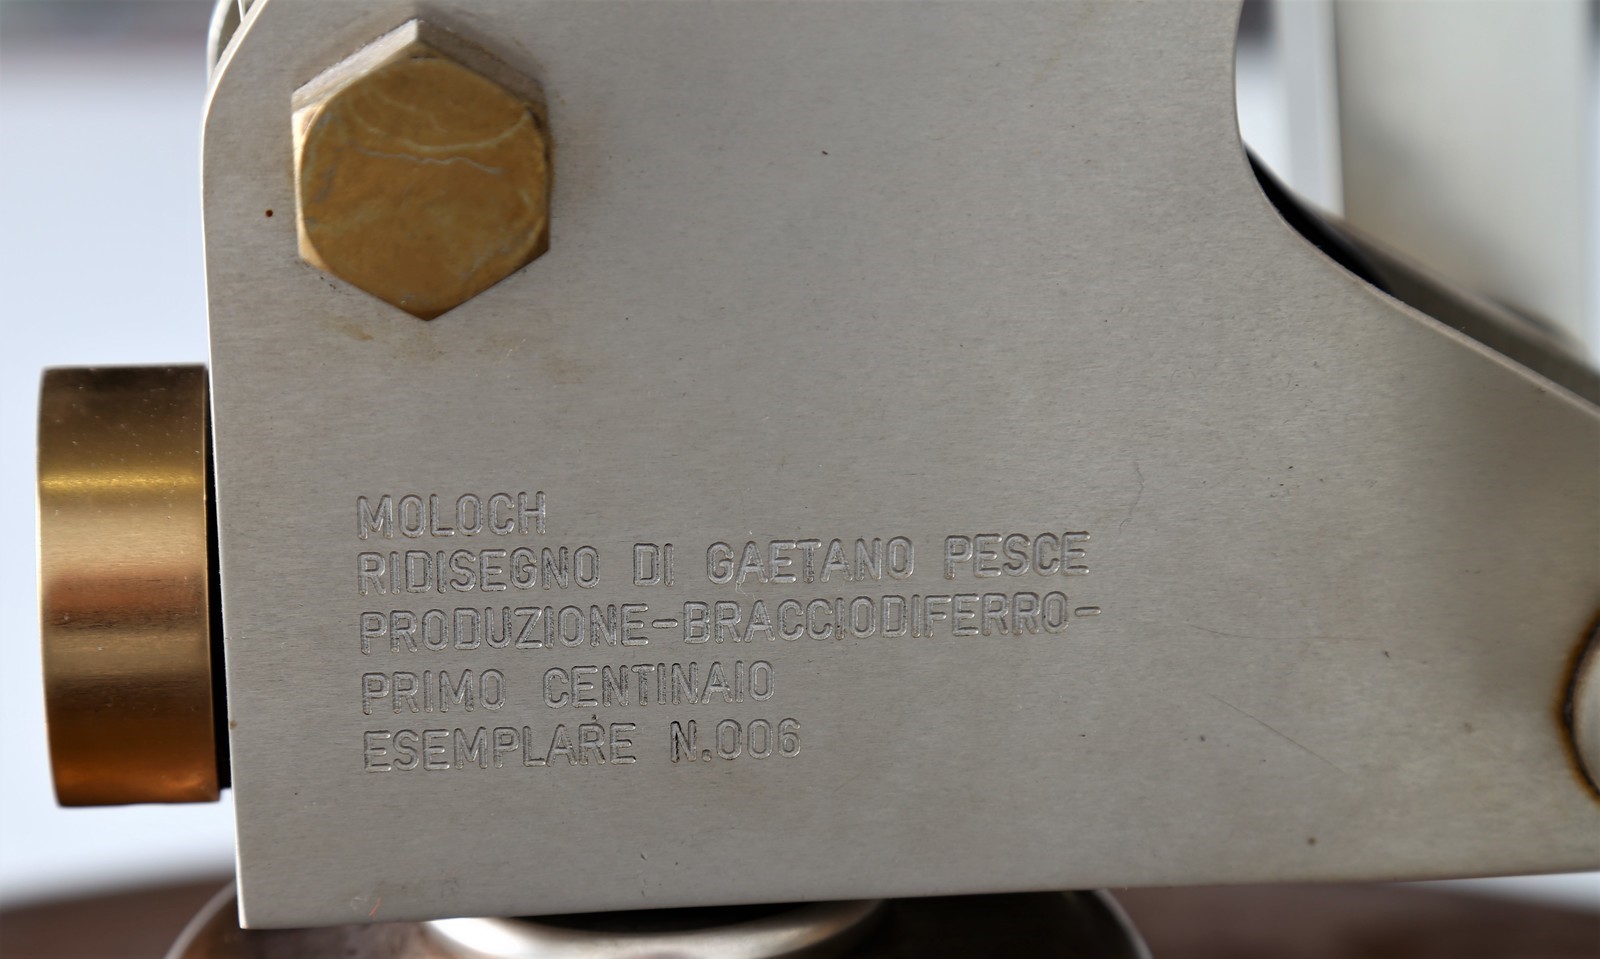 MOLOCH
RIDISEGNO DI GAETANO PESCE
PRODUZIONE-BRACCIODIFERRO-
PRIMO CENTINAIO
ESEMPLARE N.006